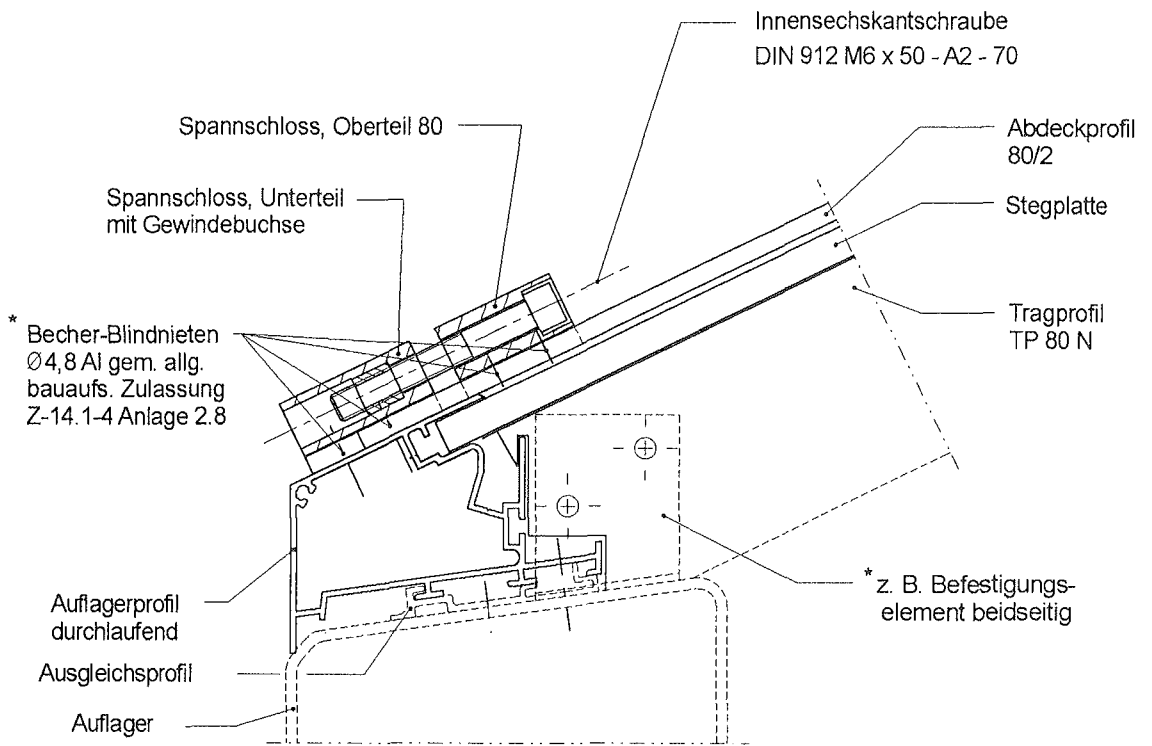 Innensechskantschraube
DIN 912 M6 x 50 - A2 - 70
Spannschloss, Oberteil 80
Abdeckprofil
80/2
Spannschloss, Unterteil
mit Gewindebuchse
Stegplatte
Tragprofil
TP 80 N
* Becher-Blindnieten
Ø4,8 Al gem. allg.
bauaufs. Zulassung
Z-14.1-4 Anlage 2.8
* z. B. Befestigungs-
element beidseitig
Auflagerprofil
durchlaufend
Ausgleichsprofil
Auflager